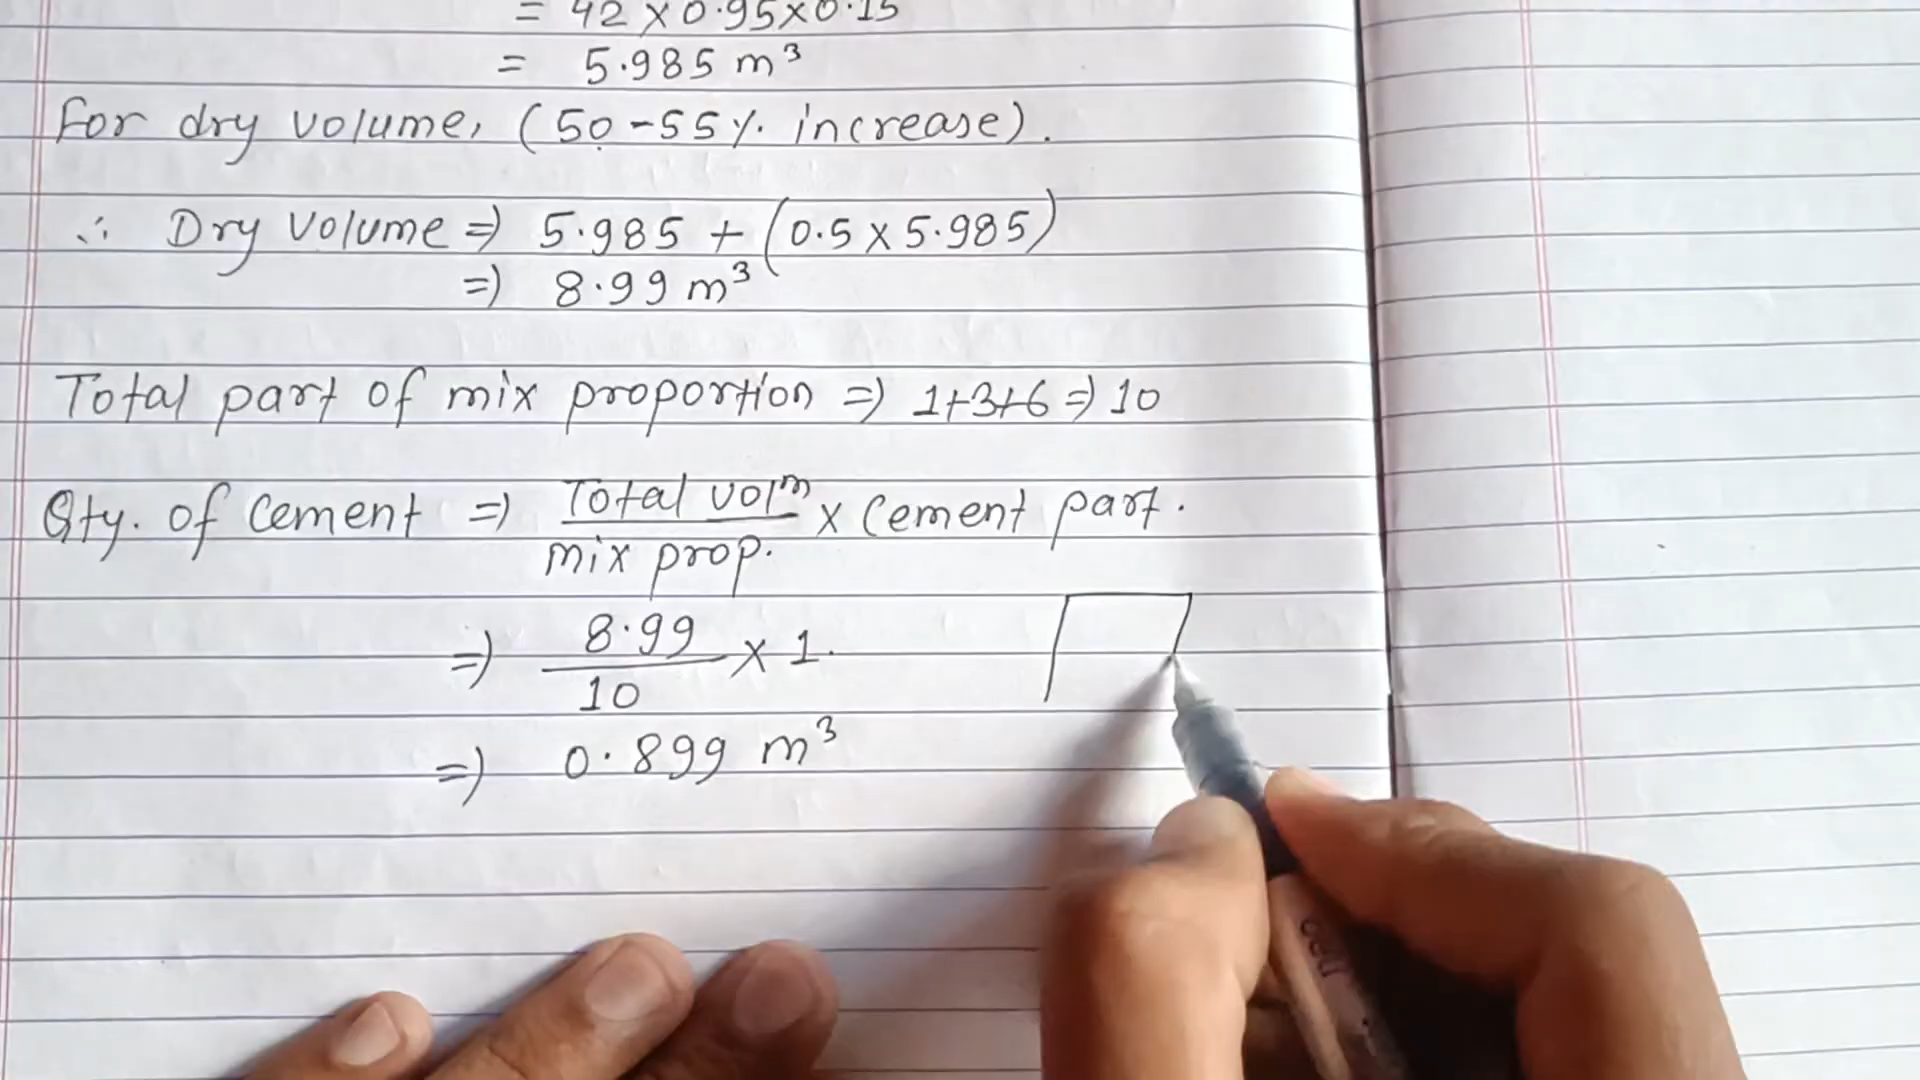 = 42 × 0.95 × 0.15
= 5.985 m³
For dry volume, (50-55% increase).
∴ Dry Volume ⇒ 5.985 + (0.5 × 5.985)
⇒ 8.99 m³
Total part of mix proportion ⇒ 1+3+6 ⇒ 10
Qty. of Cement ⇒ Total volm / mix prop. × Cement part.
⇒ 8.99 / 10 × 1.
⇒ 0.899 m³